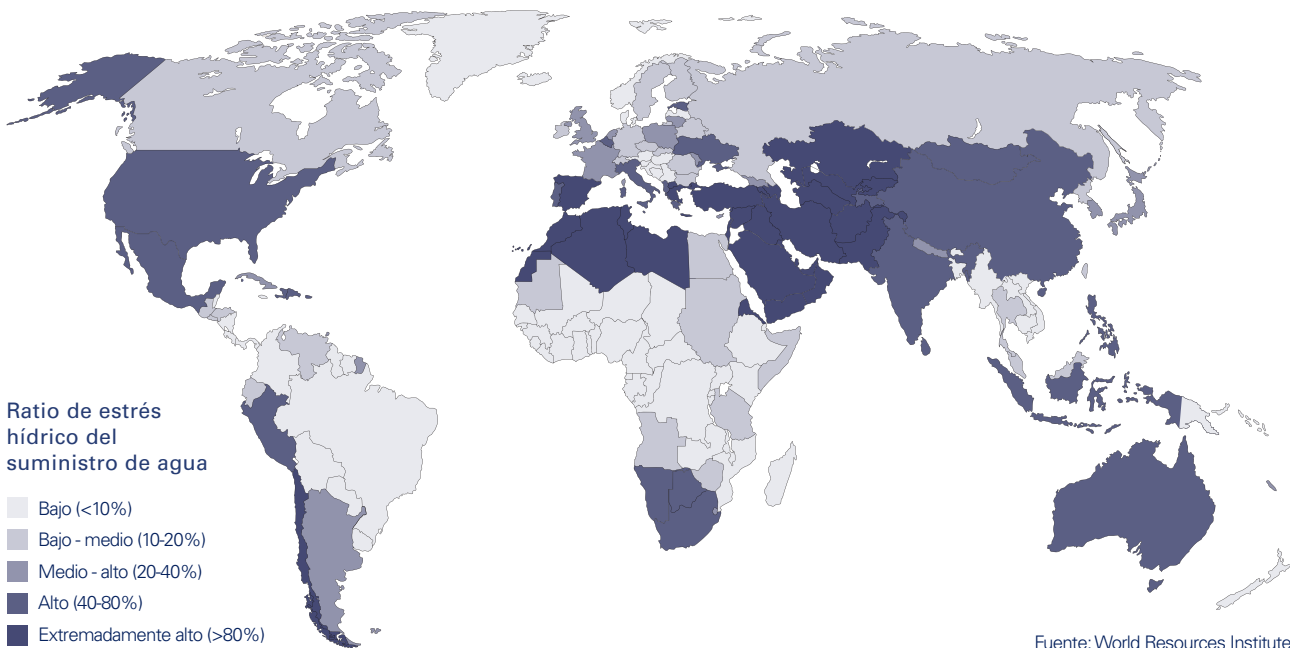 Ratio de estrés
hídrico del
suministro de agua
Bajo (<10%)
Bajo - medio (10-20%)
Medio - alto (20-40%)
Alto (40-80%)
Extremadamente alto (>80%)
Fuente: World Resources Institute